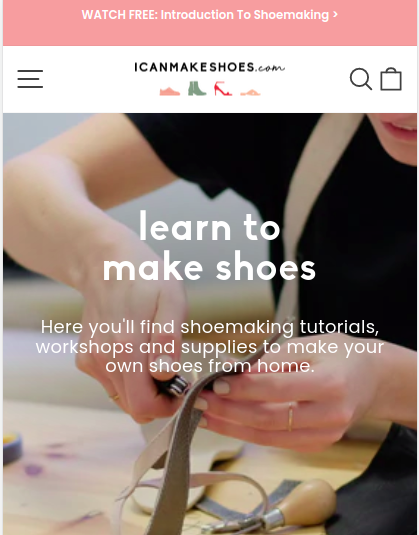 WATCH FREE: Introduction To Shoemaking >
ICANMAKESHOES.com
learn to
make shoes
Here you'll find shoemaking tutorials,
workshops and supplies to make your
own shoes from home.